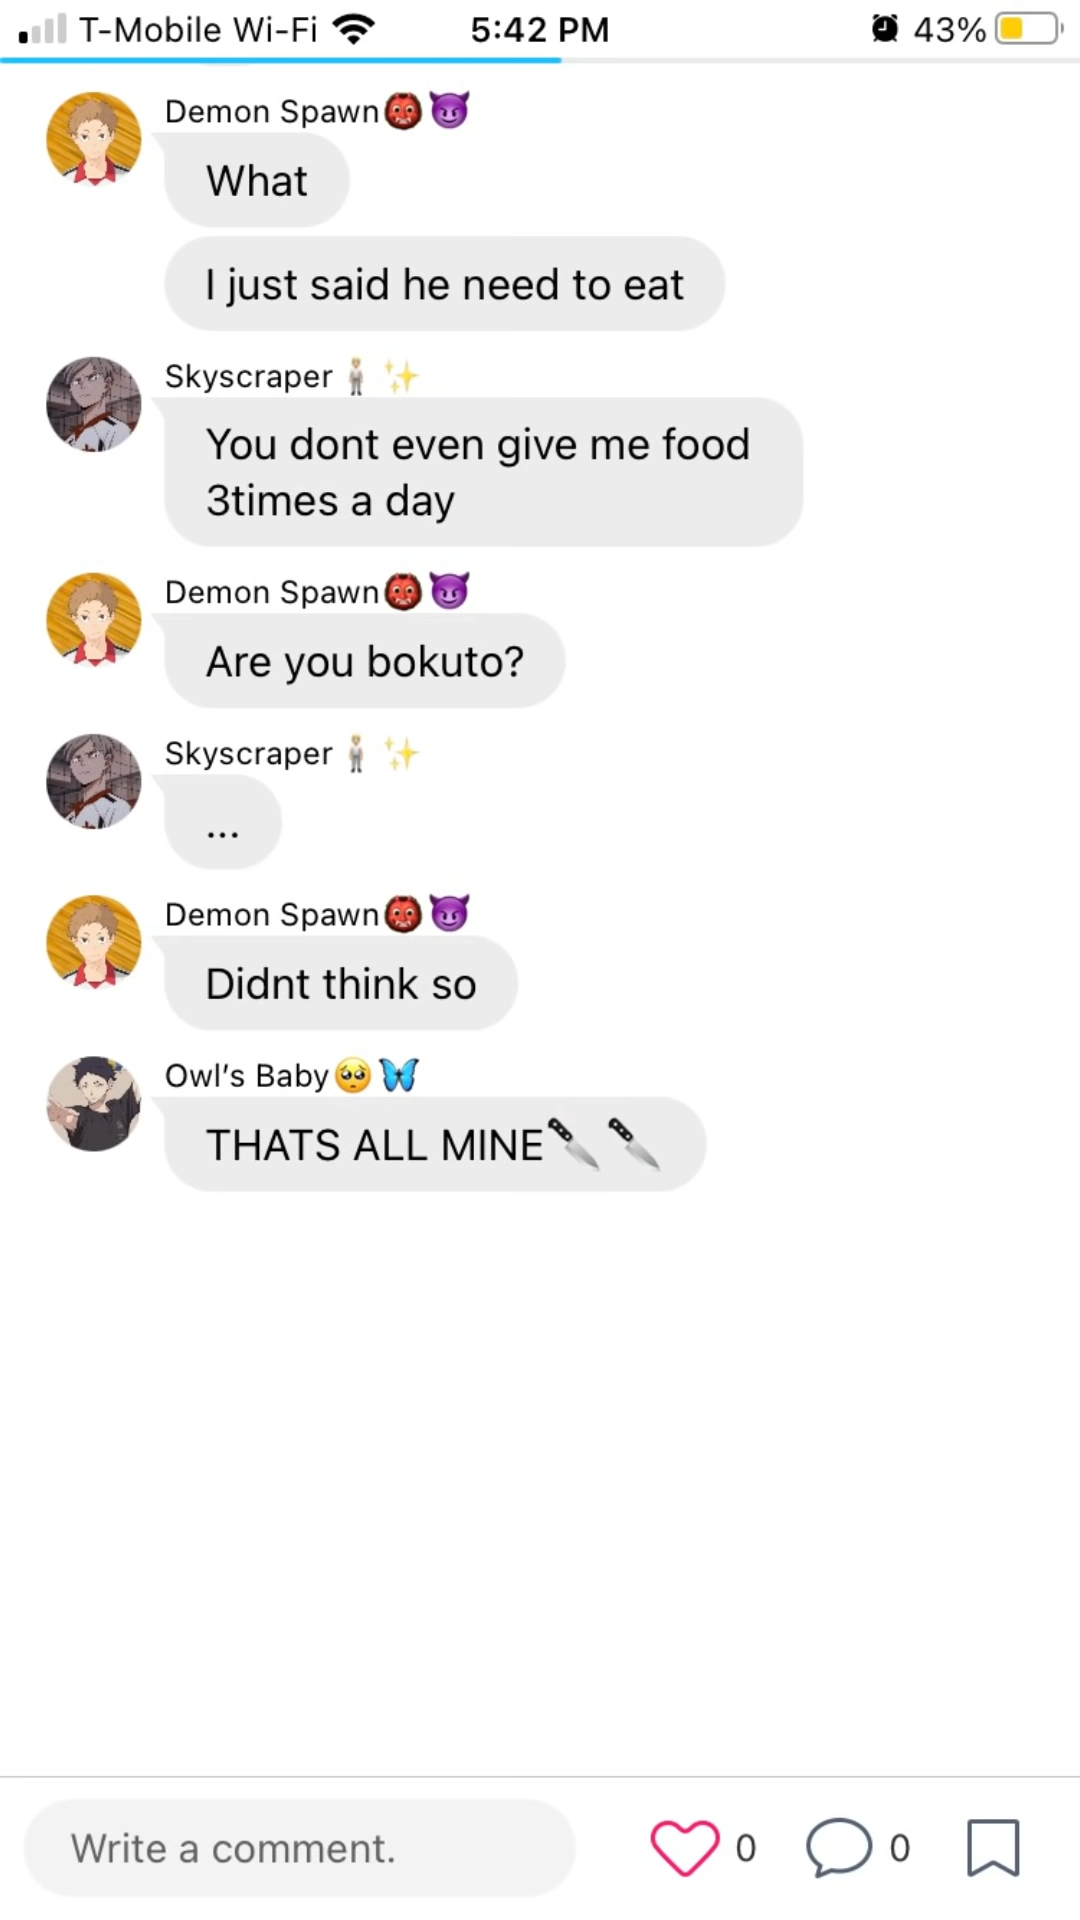 T-Mobile Wi-Fi 5:42 PM 43%
Demon Spawn👹😈
What
I just said he need to eat
Skyscraper 🧍🏼✨
You dont even give me food
3times a day
Demon Spawn👹😈
Are you bokuto?
Skyscraper 🧍🏼✨
...
Demon Spawn👹😈
Didnt think so
Owl's Baby🥺🦋
THATS ALL MINE🔪🔪
Write a comment.
0
0